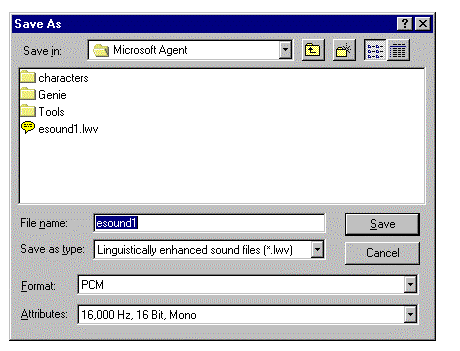 Save As
Save in: Microsoft Agent
characters
Genie
Tools
esound1.lwv
File name: esound1 Save
Save as type: Linguistically enhanced sound files (*.lwv) Cancel
Format: PCM
Attributes: 16,000 Hz, 16 Bit, Mono